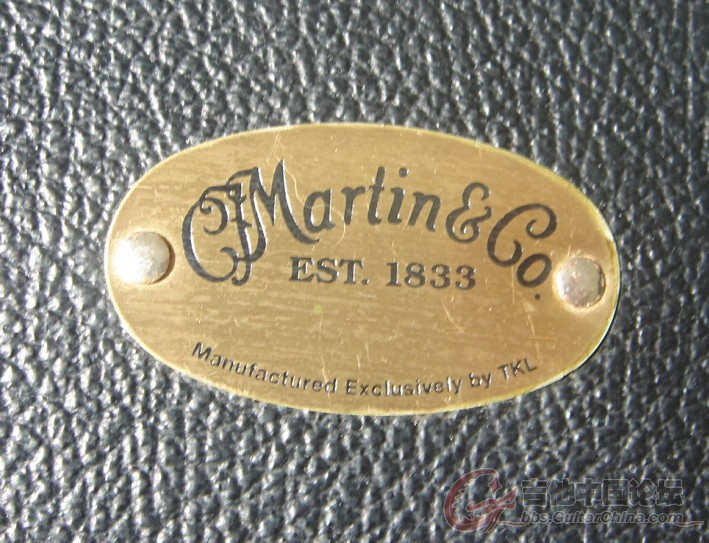 CFMartin & Co.
EST. 1833
Manufactured Exclusively by TKL
吉他中国论坛
bbs.GuitarChina.com